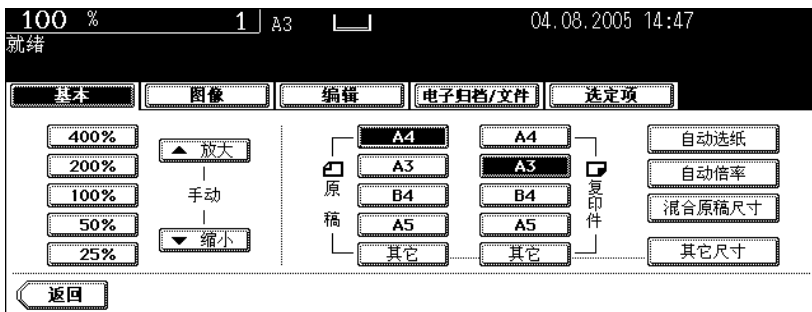 100 % 1 A3 04.08.2005 14:47
就绪
基本 图像 编辑 电子归档/文件 选定项
400% 放大 A4 A4 自动选纸
200% A3 A3 自动倍率
100% 手动 原稿 B4 B4 复印件 混合原稿尺寸
50% 缩小 A5 A5
25% 其它 其它 其它尺寸
返回